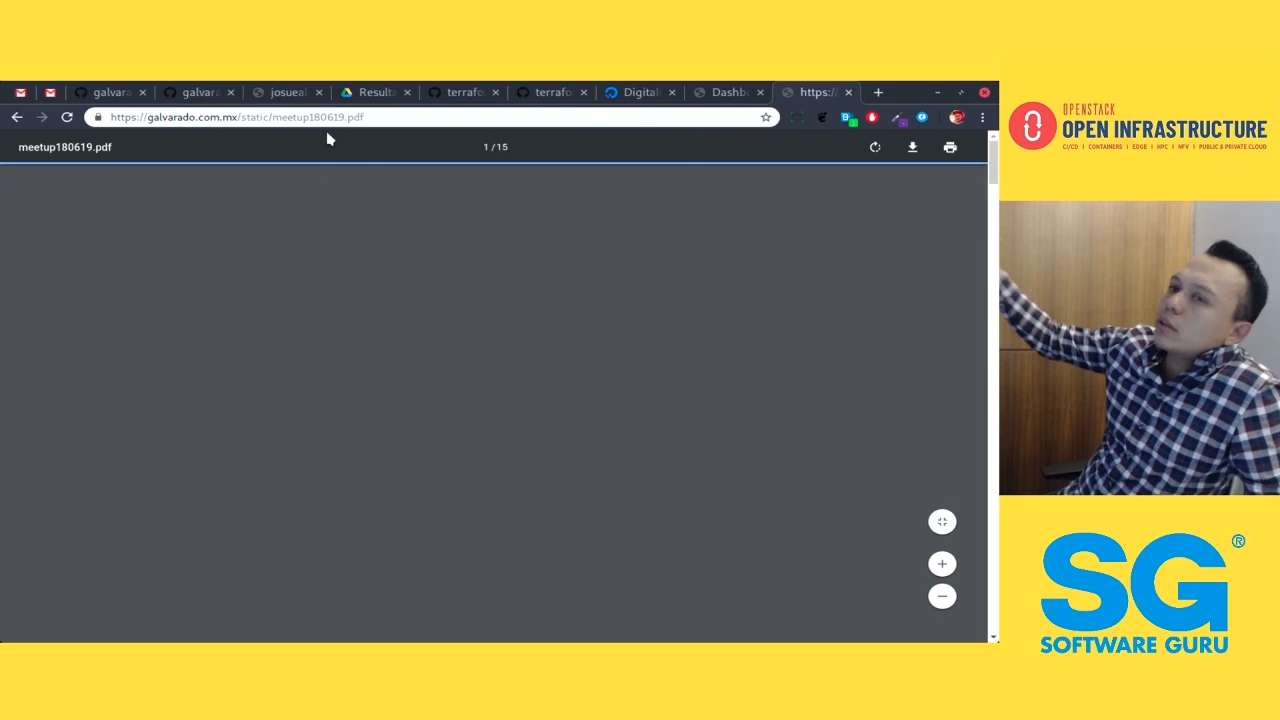 galvara
galvara
josueal
Resulta
terrafo
terrafo
Digital
Dashbo
https://
https://galvarado.com.mx/static/meetup180619.pdf
meetup180619.pdf
1 / 15
OPENSTACK
OPEN INFRASTRUCTURE
CI/CD | CONTAINERS | EDGE | HPC | NFV | PUBLIC & PRIVATE CLOUD
SG®
SOFTWARE GURU